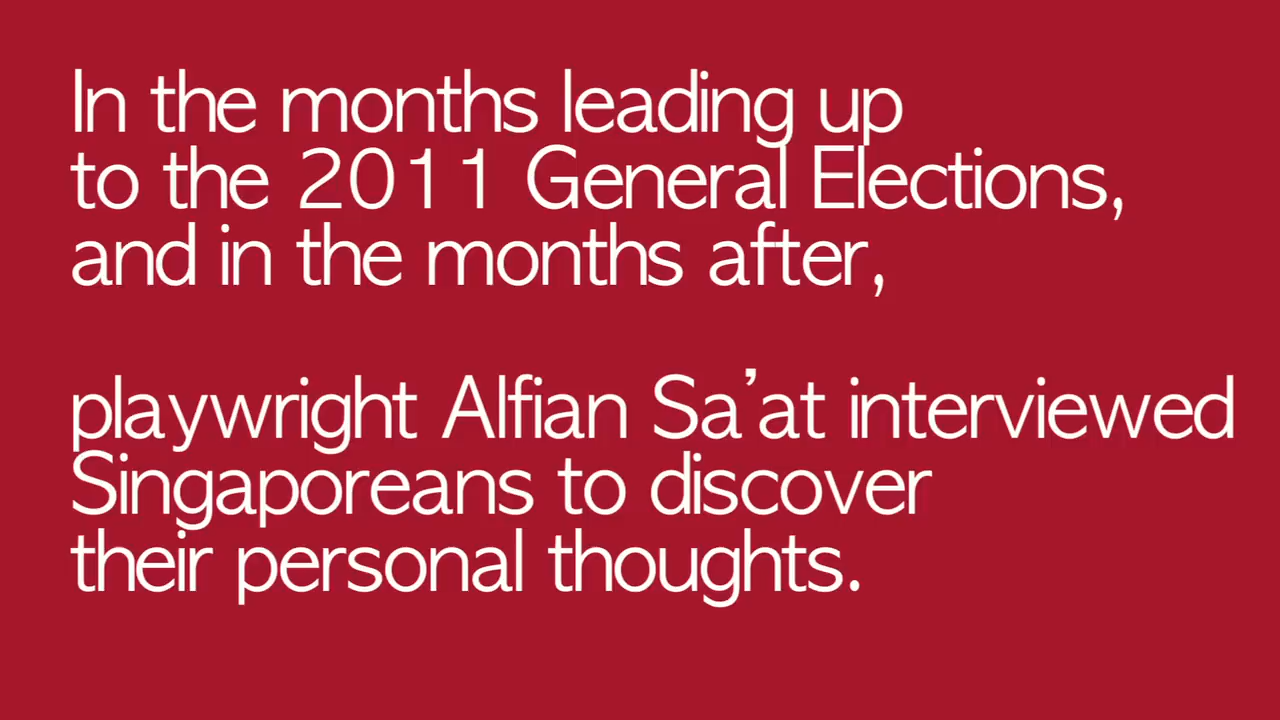 In the months leading up
to the 2011 General Elections,
and in the months after,
playwright Alfian Sa’at interviewed
Singaporeans to discover
their personal thoughts.